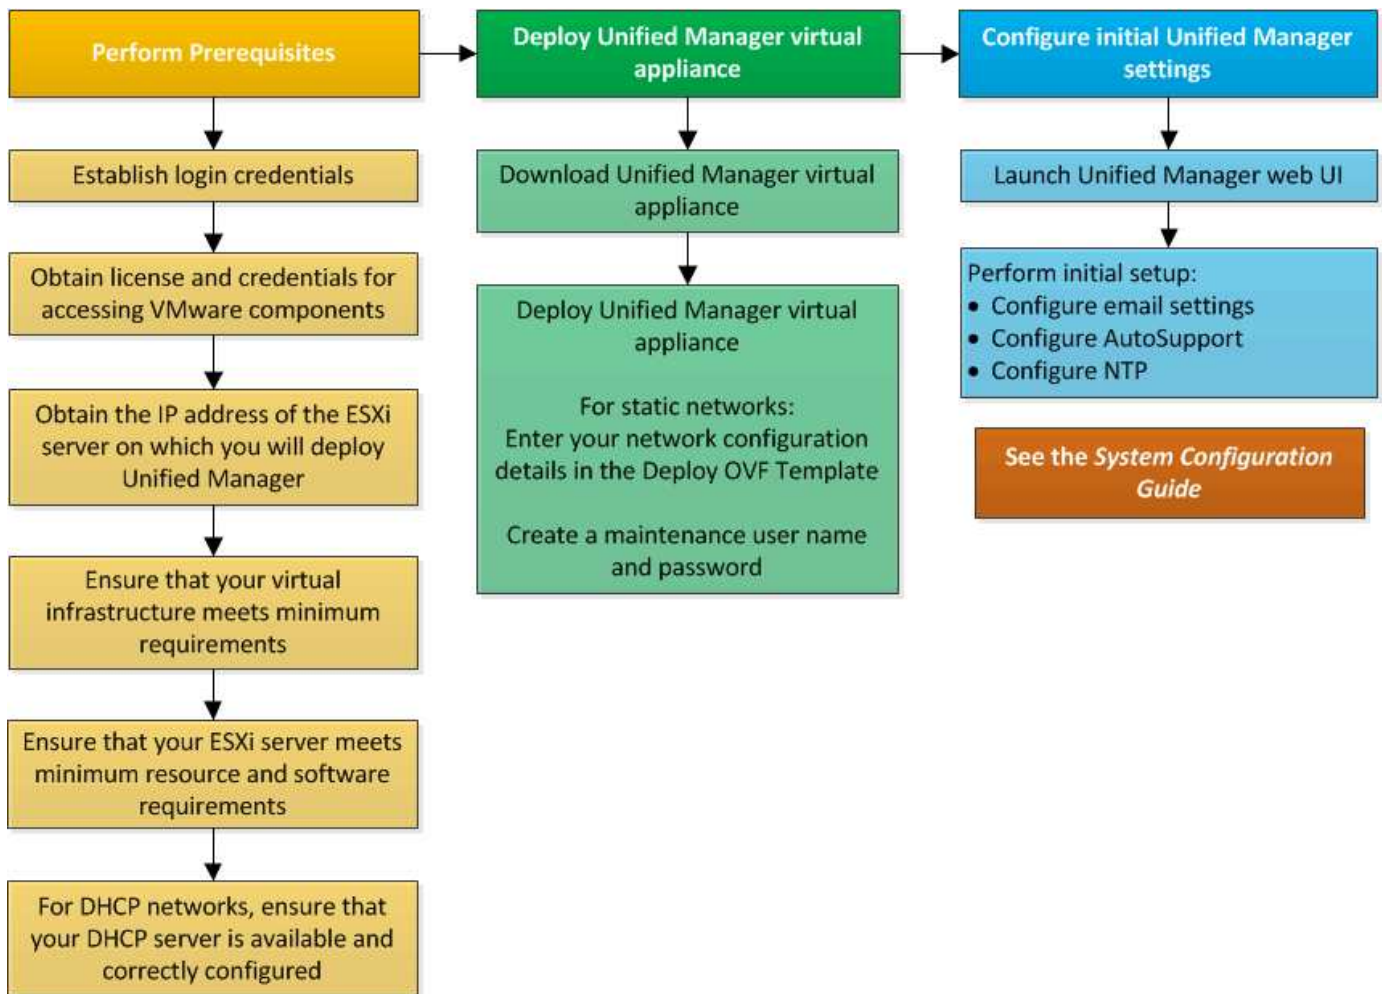 Perform Prerequisites
Establish login credentials
Obtain license and credentials for
accessing VMware components
Obtain the IP address of the ESXi
server on which you will deploy
Unified Manager
Ensure that your virtual
infrastructure meets minimum
requirements
Ensure that your ESXi server meets
minimum resource and software
requirements
For DHCP networks, ensure that
your DHCP server is available and
correctly configured
Deploy Unified Manager virtual
appliance
Download Unified Manager virtual
appliance
Deploy Unified Manager virtual
appliance
For static networks:
Enter your network configuration
details in the Deploy OVF Template
Create a maintenance user name
and password
Configure initial Unified Manager
settings
Launch Unified Manager web UI
Perform initial setup:
• Configure email settings
• Configure AutoSupport
• Configure NTP
See the System Configuration
Guide